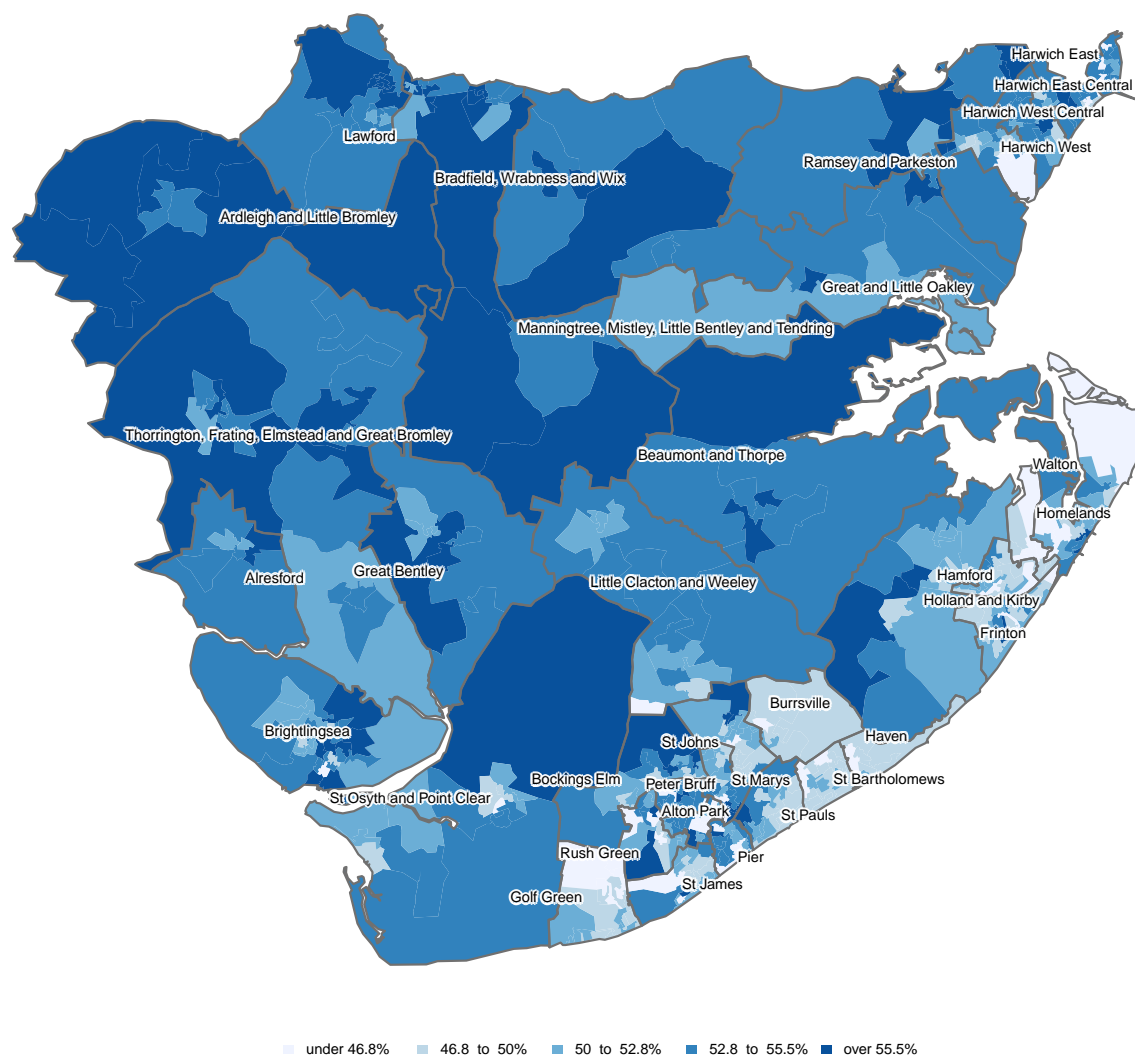 Harwich East
Harwich East Central
Harwich West Central
Lawford
Harwich West
Ramsey and Parkeston
Bradfield, Wrabness and Wix
Ardleigh and Little Bromley
Great and Little Oakley
Manningtree, Mistley, Little Bentley and Tendring
Thorrington, Frating, Elmstead and Great Bromley
Beaumont and Thorpe
Walton
Homelands
Great Bentley
Hamford
Alresford
Little Clacton and Weeley
Holland and Kirby
Frinton
Burrsville
Brightlingsea
Haven
St Johns
Bockings Elm
Peter Bruff
St Marys
St Bartholomews
St Osyth and Point Clear
Alton Park
St Pauls
Rush Green
Pier
St James
Golf Green
under 46.8% 46.8 to 50% 50 to 52.8% 52.8 to 55.5% over 55.5%